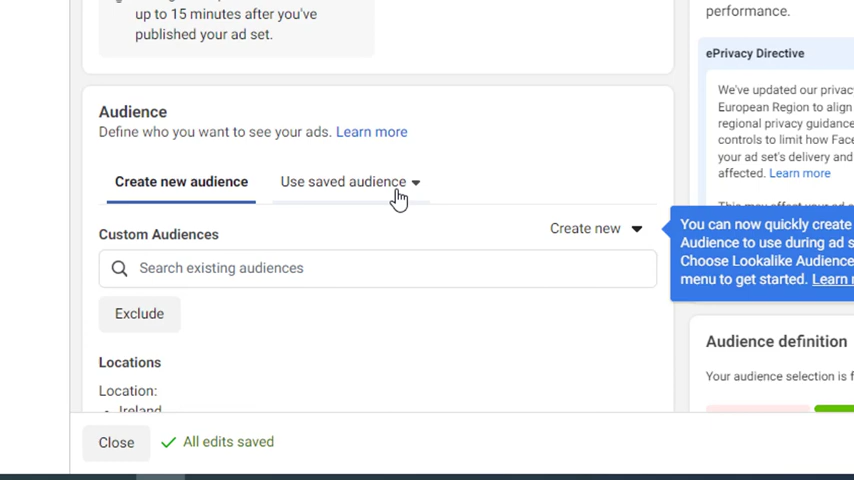 up to 15 minutes after you've
published your ad set.
performance.
ePrivacy Directive
We've updated our privac
European Region to align
regional privacy guidance
controls to limit how Face
your ad set's delivery and
affected. Learn more
Audience
Define who you want to see your ads. Learn more
Create new audience
Use saved audience
Custom Audiences
Create new
You can now quickly create
Audience to use during ad s
Choose Lookalike Audience
menu to get started. Learn
Search existing audiences
Exclude
Audience definition
Your audience selection is f
Locations
Location:
Ireland
Close
All edits saved